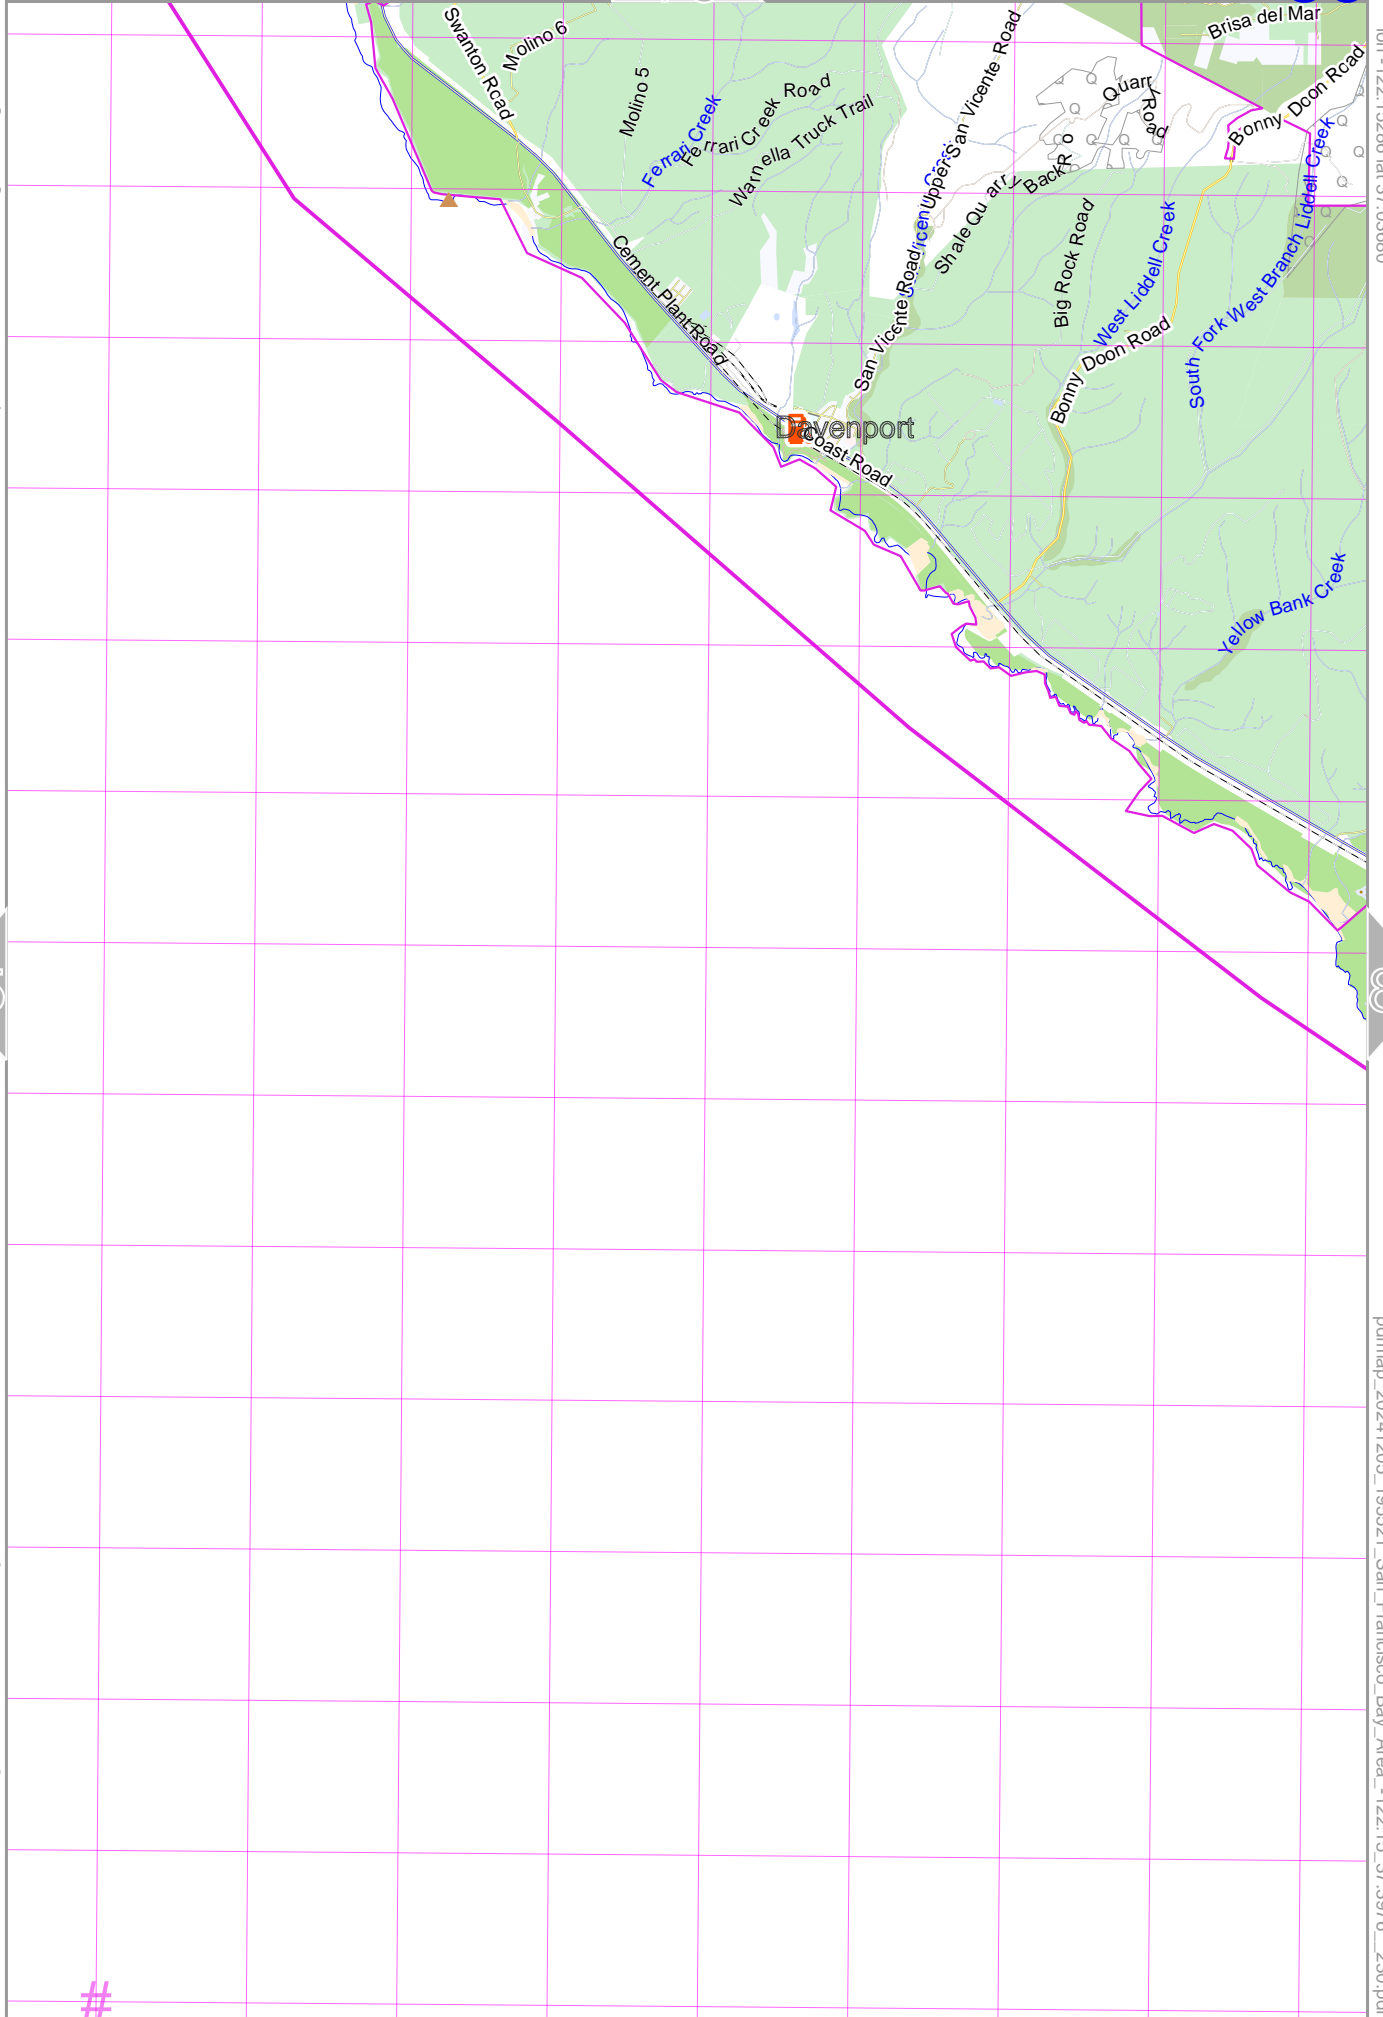 Swanton Road
Molino 6
Molino 5
Ferrari Creek
Ferrari Creek Road
Warnella Truck Trail
Upper San Vicente Road
Quarry Road
Brisa del Mar
Bonny Doon Road
Shale Quarry
Back Ro
Big Rock Road
West Liddell Creek
South Fork West Branch Liddell Creek
Cement Plant Road
San Vicente Road
Bonny Doon Road
Davenport
Coast Road
Yellow Bank Creek
8
#